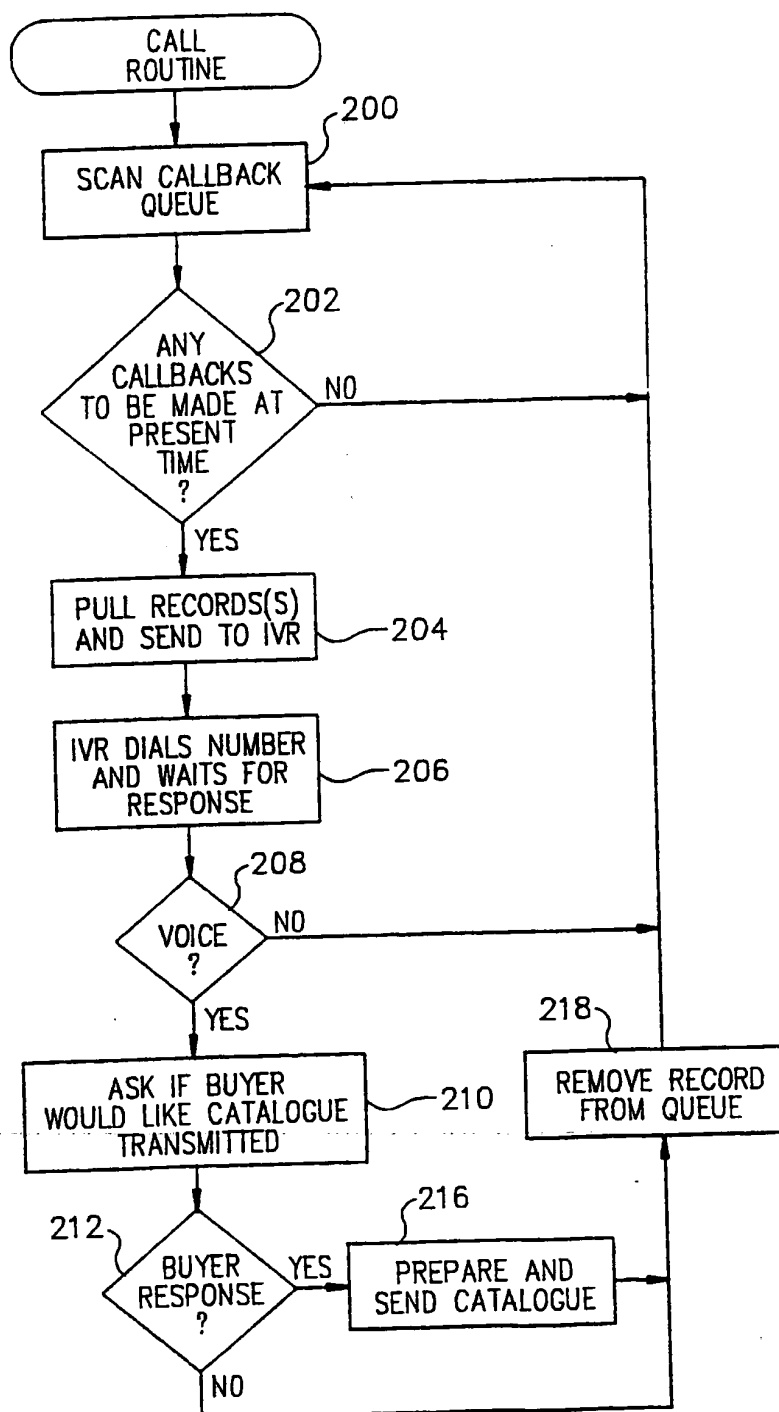 CALL
ROUTINE
200
SCAN CALLBACK
QUEUE
202
ANY
CALLBACKS
TO BE MADE AT
PRESENT
TIME
?
NO
YES
PULL RECORDS(S)
AND SEND TO IVR
204
IVR DIALS NUMBER
AND WAITS FOR
RESPONSE
206
208
VOICE
?
NO
YES
218
ASK IF BUYER
WOULD LIKE CATALOGUE
TRANSMITTED
210
REMOVE RECORD
FROM QUEUE
212
BUYER
RESPONSE
?
YES
216
PREPARE AND
SEND CATALOGUE
NO